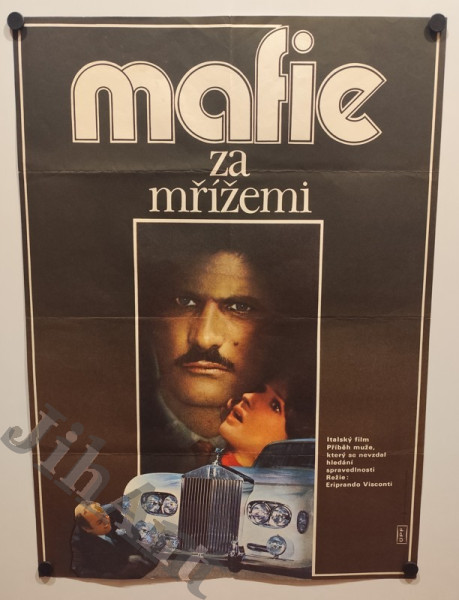 mafie
za
mřížemi
Italský film
Příběh muže,
který se nevzdal
hledání
spravedlnosti
Režie:
Eriprando Visconti